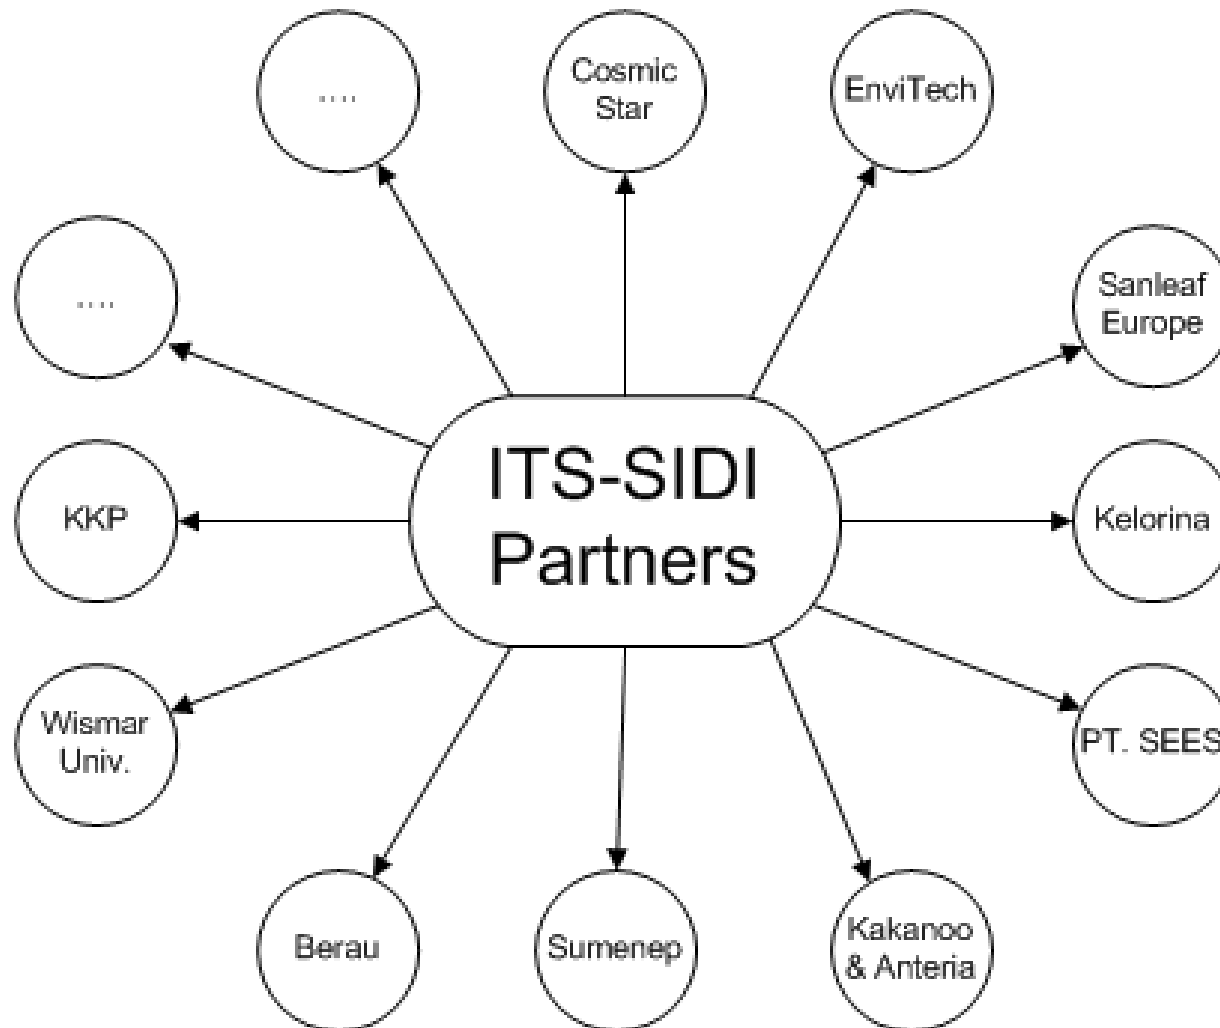 ....
Cosmic
Star
EnviTech
....
Sanleaf
Europe
ITS-SIDI
Partners
KKP
Kelorina
Wismar
Univ.
PT. SEES
Berau
Sumenep
Kakanoo
& Anteria